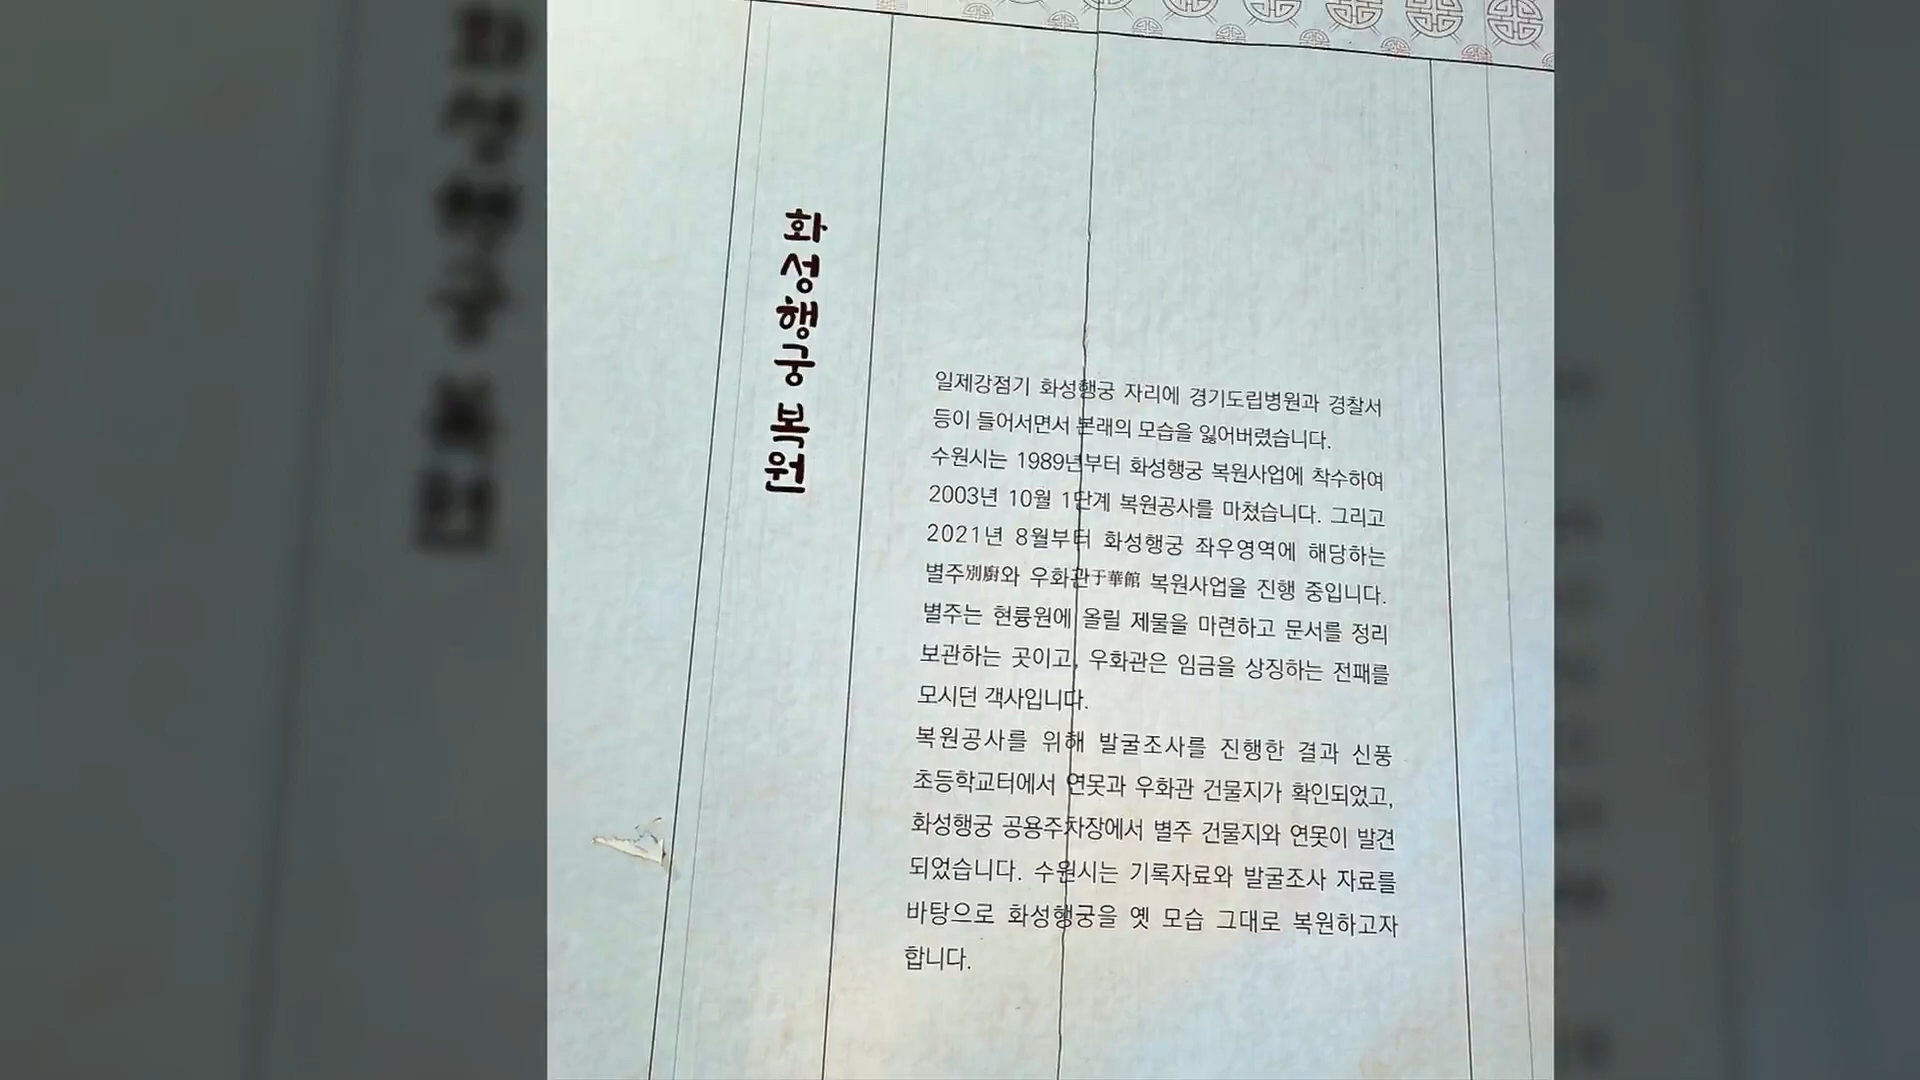 화성행궁 복원
일제강점기 화성행궁 자리에 경기도립병원과 경찰서
등이 들어서면서 본래의 모습을 잃어버렸습니다.
수원시는 1989년부터 화성행궁 복원사업에 착수하여
2003년 10월 1단계 복원공사를 마쳤습니다. 그리고
2021년 8월부터 화성행궁 좌우영역에 해당하는
별주別廚와 우화관于華館 복원사업을 진행 중입니다.
별주는 현륭원에 올릴 제물을 마련하고 문서를 정리
보관하는 곳이고, 우화관은 임금을 상징하는 전패를
모시던 객사입니다.
복원공사를 위해 발굴조사를 진행한 결과 신풍
초등학교터에서 연못과 우화관 건물지가 확인되었고,
화성행궁 공용주차장에서 별주 건물지와 연못이 발견
되었습니다. 수원시는 기록자료와 발굴조사 자료를
바탕으로 화성행궁을 옛 모습 그대로 복원하고자
합니다.